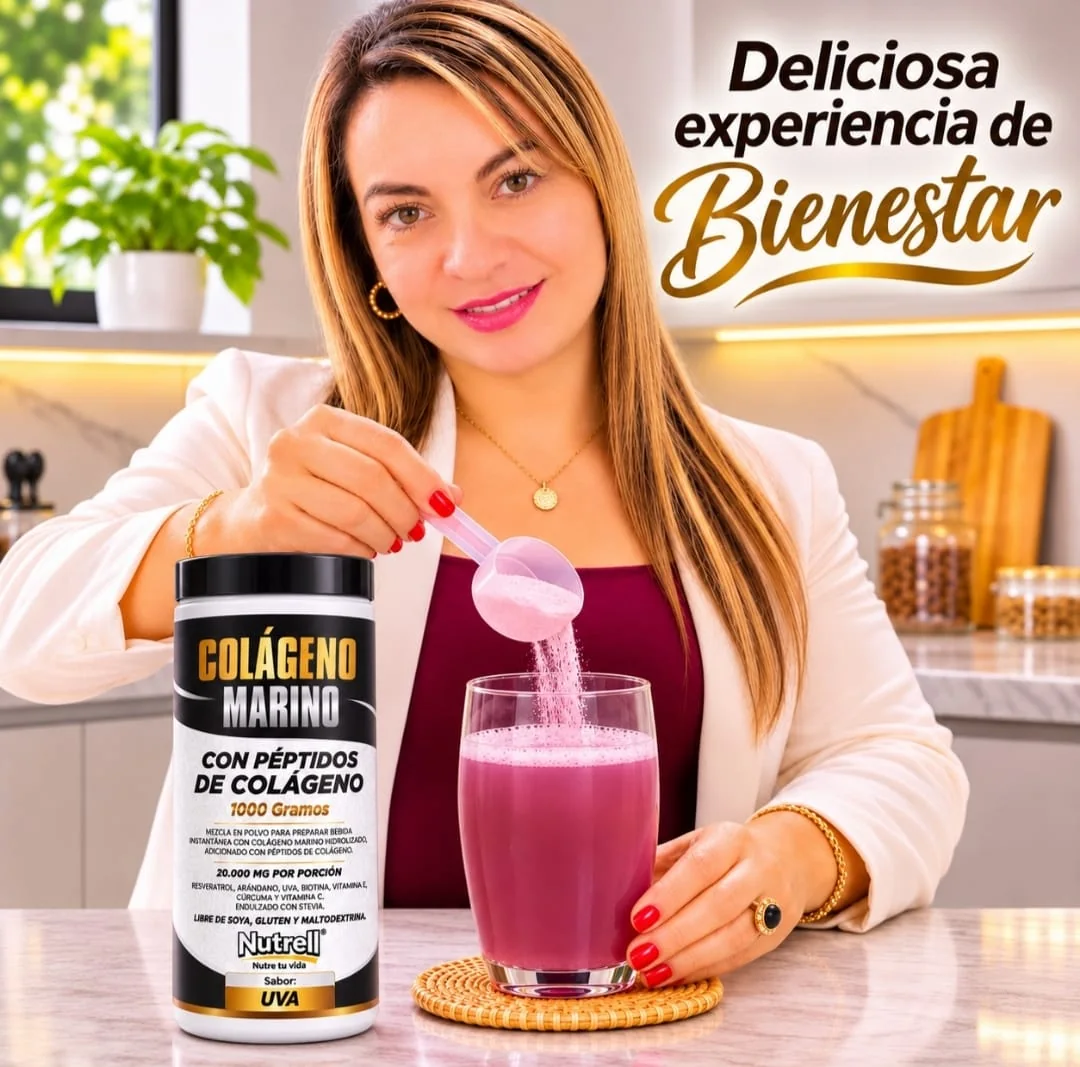 Deliciosa
experiencia de
Bienestar
COLÁGENO
MARINO
CON PÉPTIDOS
DE COLÁGENO
1000 Gramos
MEZCLA EN POLVO PARA PREPARAR BEBIDA
INSTANTÁNEA CON COLÁGENO MARINO HIDROLIZADO,
ADICIONADO CON PÉPTIDOS DE COLÁGENO.
20.000 MG POR PORCIÓN
RESVERATROL, ARÁNDANO, UVA, BIOTINA, VITAMINA E,
CÚRCUMA Y VITAMINA C.
ENDULZADO CON STEVIA.
LIBRE DE SOYA, GLUTEN Y MALTODEXTRINA.
Nutrell®
Nutre tu vida
Sabor:
UVA